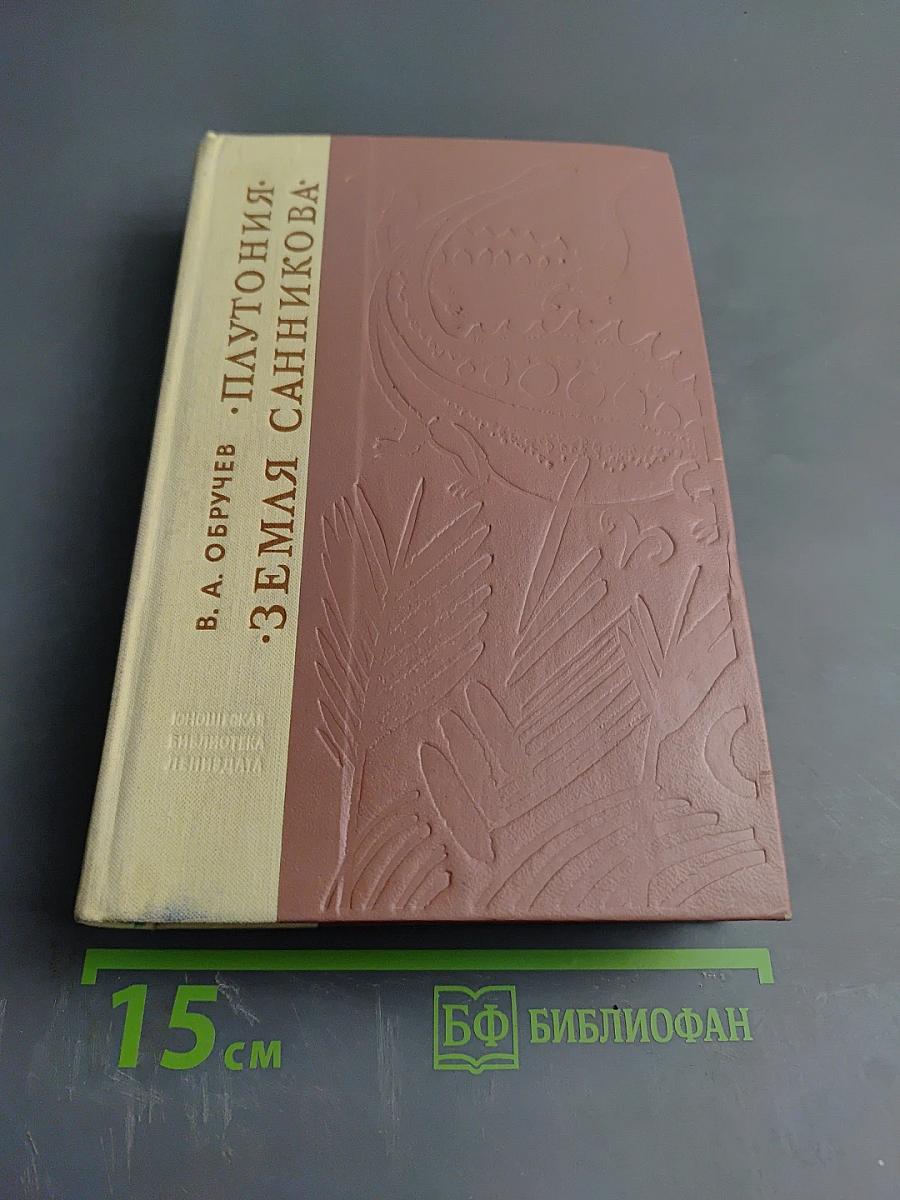 В. А. ОБРУЧЕВ
·ПЛУТОНИЯ·
·ЗЕМЛЯ САННИКОВА·
ЮНОШЕСКАЯ
БИБЛИОТЕКА
ЛЕНИЗДАТА
15 см
БФ БИБЛИОФАН